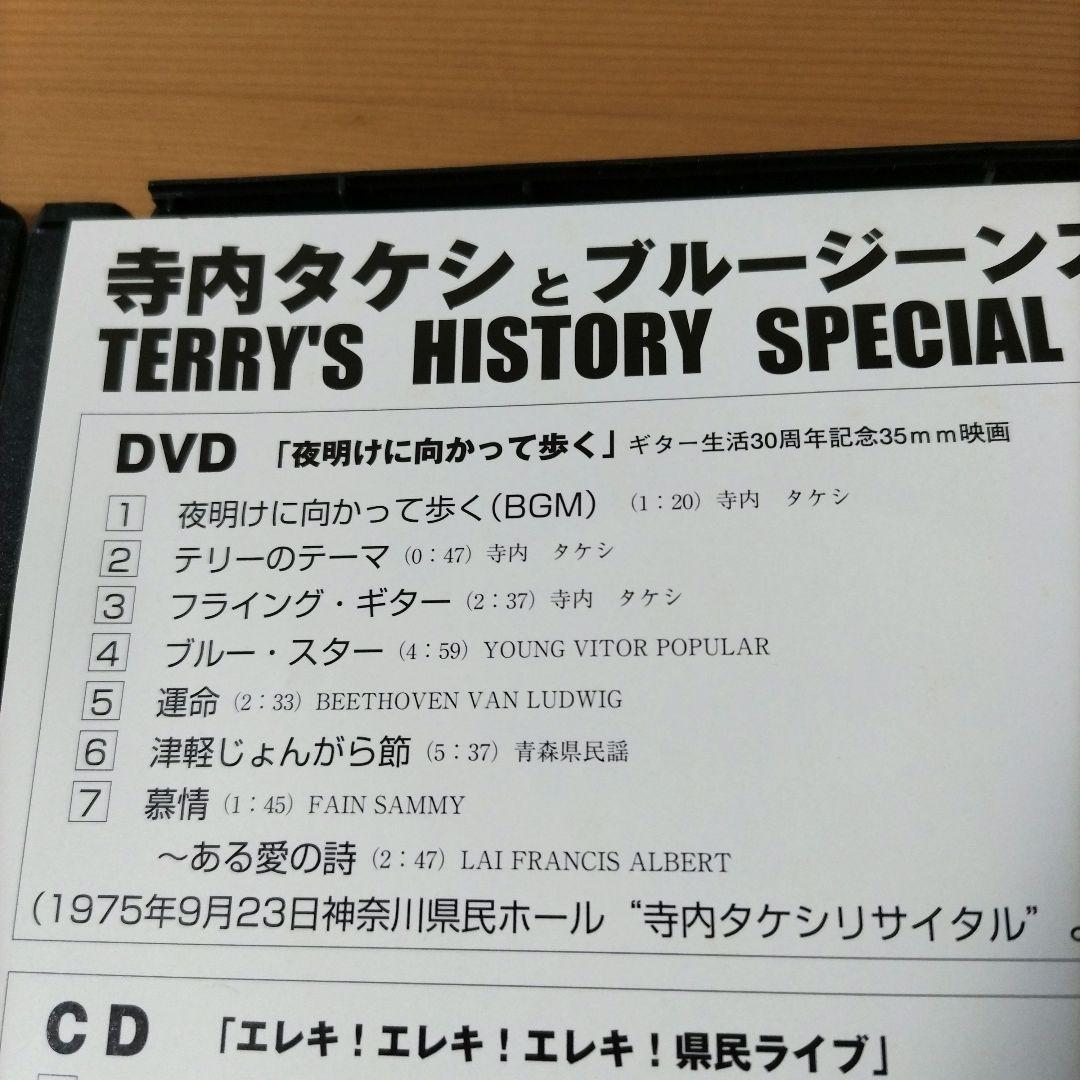 寺内タケシとブルージーンズ
TERRY'S HISTORY SPECIAL
DVD 「夜明けに向かって歩く」ギター生活30周年記念35mm映画
1 夜明けに向かって歩く(BGM) (1:20) 寺内 タケシ
2 テリーのテーマ (0:47) 寺内 タケシ
3 フライング・ギター (2:37) 寺内 タケシ
4 ブルー・スター (4:59) YOUNG VITOR POPULAR
5 運命 (2:33) BEETHOVEN VAN LUDWIG
6 津軽じょんがら節 (5:37) 青森県民謡
7 慕情 (1:45) FAIN SAMMY
〜ある愛の詩 (2:47) LAI FRANCIS ALBERT
(1975年9月23日神奈川県民ホール “寺内タケシリサイタル”
CD 「エレキ!エレキ!エレキ!県民ライブ」